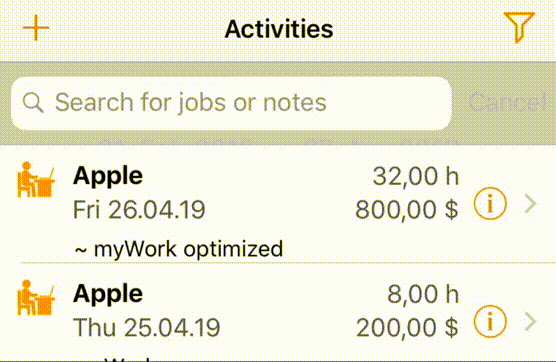 Activities
Search for jobs or notes Cancel
Apple 32,00 h
Fri 26.04.19 800,00 $
~ myWork optimized
Apple 8,00 h
Thu 25.04.19 200,00 $